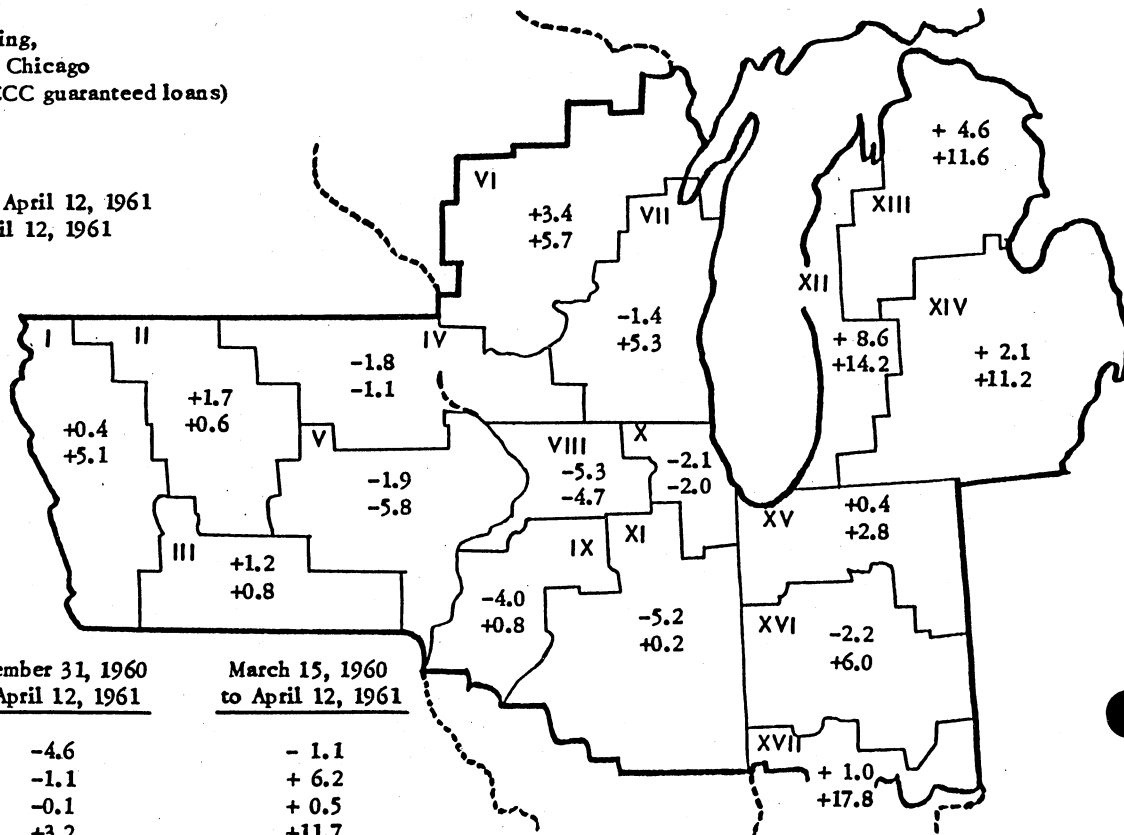 ing,
Chicago
CCC guaranteed loans)
April 12, 1961
il 12, 1961
+ 4.6
+11.6
VI
XIII
VII
+3.4
+5.7
XII
XIV
-1.4
+5.3
I
II
IV
+ 8.6
+14.2
+ 2.1
+11.2
-1.8
-1.1
+1.7
+0.6
+0.4
+5.1
V
VIII
X
-5.3
-4.7
-2.1
-2.0
-1.9
-5.8
XV
+0.4
+2.8
III
IX
XI
+1.2
+0.8
-4.0
+0.8
-5.2
+0.2
XVI
-2.2
+6.0
ember 31, 1960 March 15, 1960
April 12, 1961 to April 12, 1961
XVII
-4.6 - 1.1
-1.1 + 6.2
-0.1 + 0.5
+3.2 +11.7
+ 1.0
+17.8